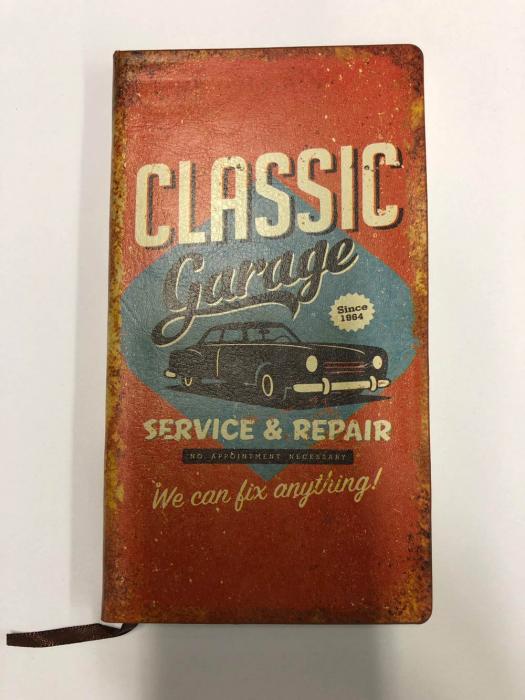 CLASSIC
Garage
Since
1964
SERVICE & REPAIR
NO APPOINTMENT NECESSARY
We can fix anything!